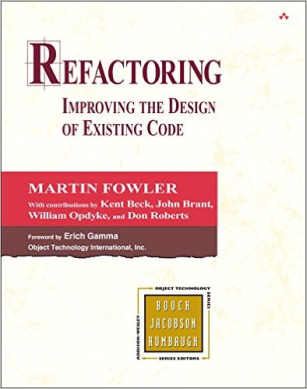 REFACTORING
IMPROVING THE DESIGN
OF EXISTING CODE
MARTIN FOWLER
With contributions by Kent Beck, John Brant,
William Opdyke, and Don Roberts
Foreword by Erich Gamma
Object Technology International, Inc.
OBJECT TECHNOLOGY
SERIES
BOOCH
JACOBSON
RUMBAUGH
ADDISON-WESLEY
SERIES EDITORS